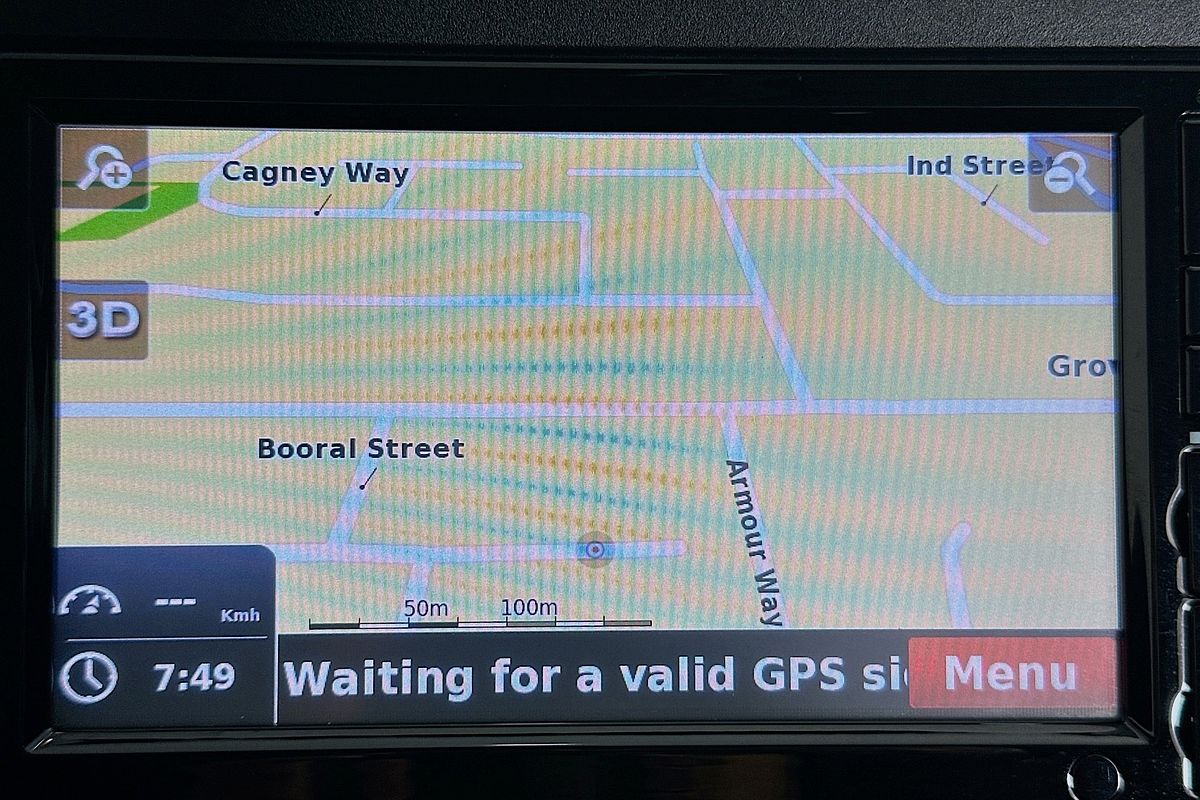 Cagney Way
Ind Street
3D
Grov
Booral Street
Armour Way
50m 100m
--- Kmh
7:49
Waiting for a valid GPS si
Menu